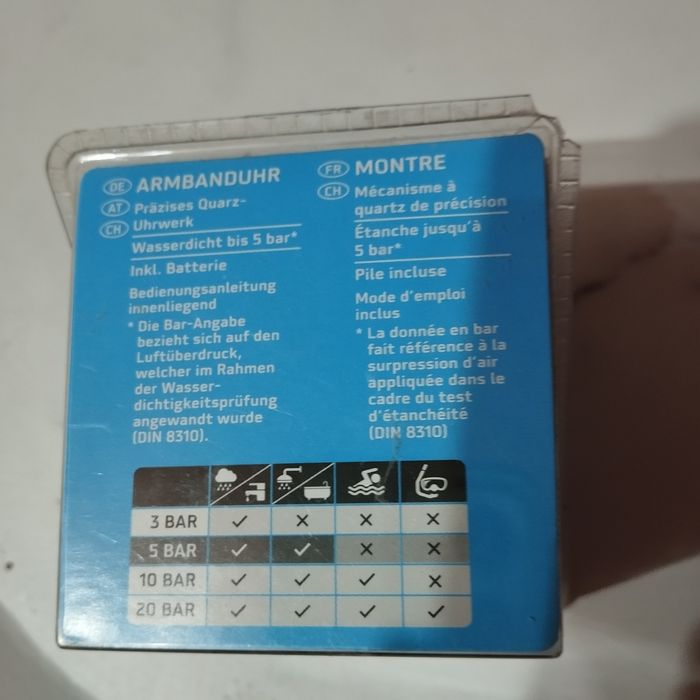 DE ARMBANDUHR
AT Präzises Quarz-
CH Uhrwerk
Wasserdicht bis 5 bar*
Inkl. Batterie
Bedienungsanleitung
innenliegend
* Die Bar-Angabe
bezieht sich auf den
Luftüberdruck,
welcher im Rahmen
der Wasser-
dichtigkeitsprüfung
angewandt wurde
(DIN 8310).
FR MONTRE
CH Mécanisme à
quartz de précision
Étanche jusqu'à
5 bar*
Pile incluse
Mode d'emploi
inclus
* La donnée en bar
fait référence à la
surpression d'air
appliquée dans le
cadre du test
d'étanchéité
(DIN 8310)
3 BAR ✓ ✕ ✕ ✕
5 BAR ✓ ✓ ✕ ✕
10 BAR ✓ ✓ ✓ ✕
20 BAR ✓ ✓ ✓ ✓